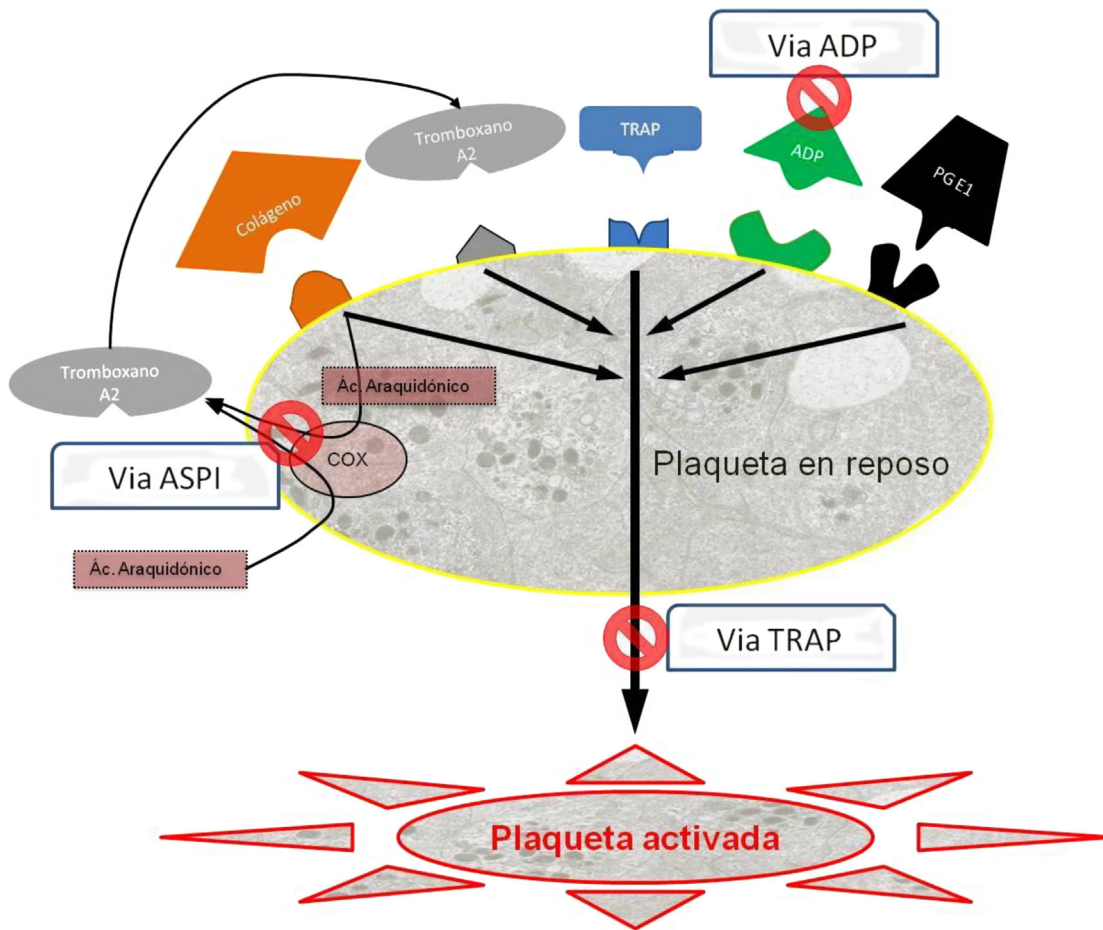 Via ADP
Tromboxano
A2
TRAP
ADP
PG E1
Colágeno
Tromboxano
A2
Ác. Araquidónico
COX
Plaqueta en reposo
Via ASPI
Ác. Araquidónico
Via TRAP
Plaqueta activada